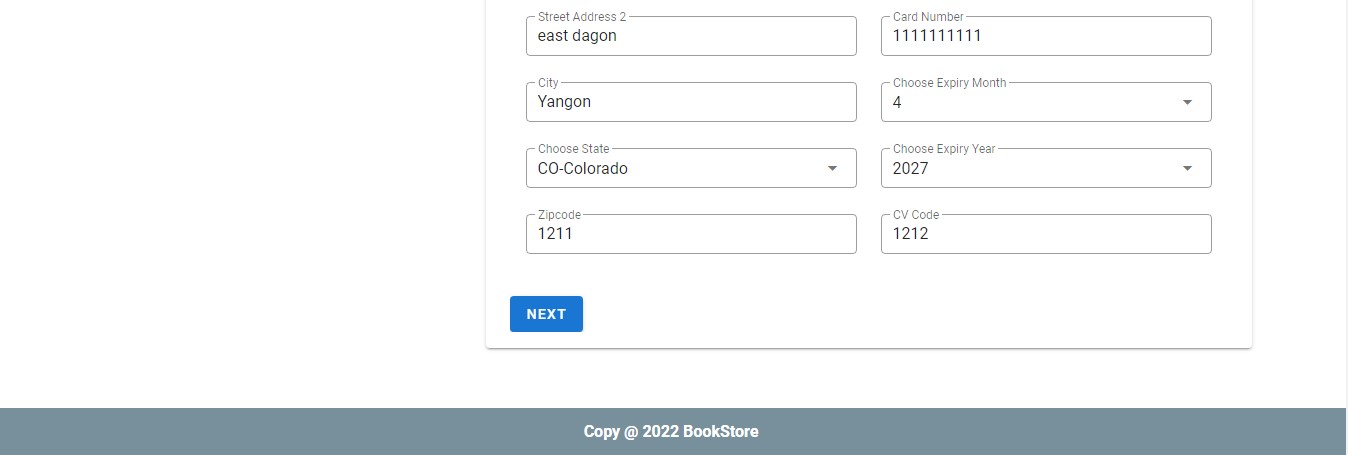 Street Address 2
east dagon
Card Number
1111111111
City
Yangon
Choose Expiry Month
4
Choose State
CO-Colorado
Choose Expiry Year
2027
Zipcode
1211
CV Code
1212
NEXT
Copy @ 2022 BookStore